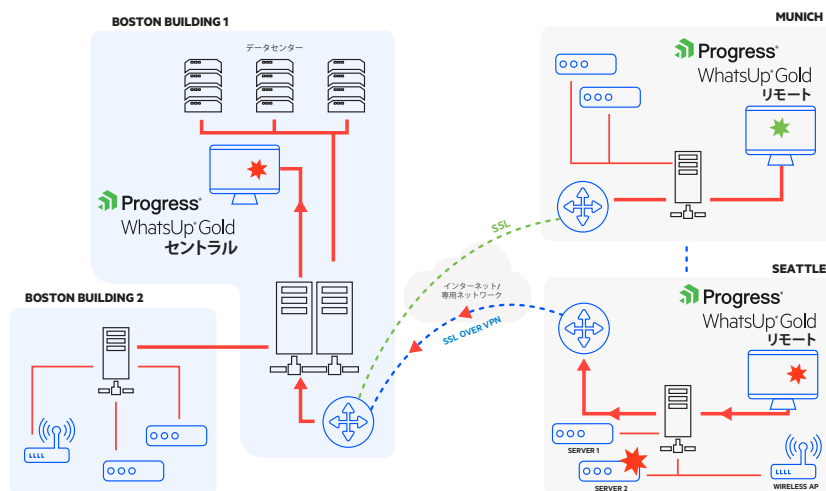 BOSTON BUILDING 1
データセンター
Progress®
WhatsUp® Gold
セントラル
BOSTON BUILDING 2
SSL
インターネット/
専用ネットワーク
SSL OVER VPN
MUNICH
Progress®
WhatsUp® Gold
リモート
SEATTLE
Progress®
WhatsUp® Gold
リモート
SERVER 1
SERVER 2
WIRELESS AP